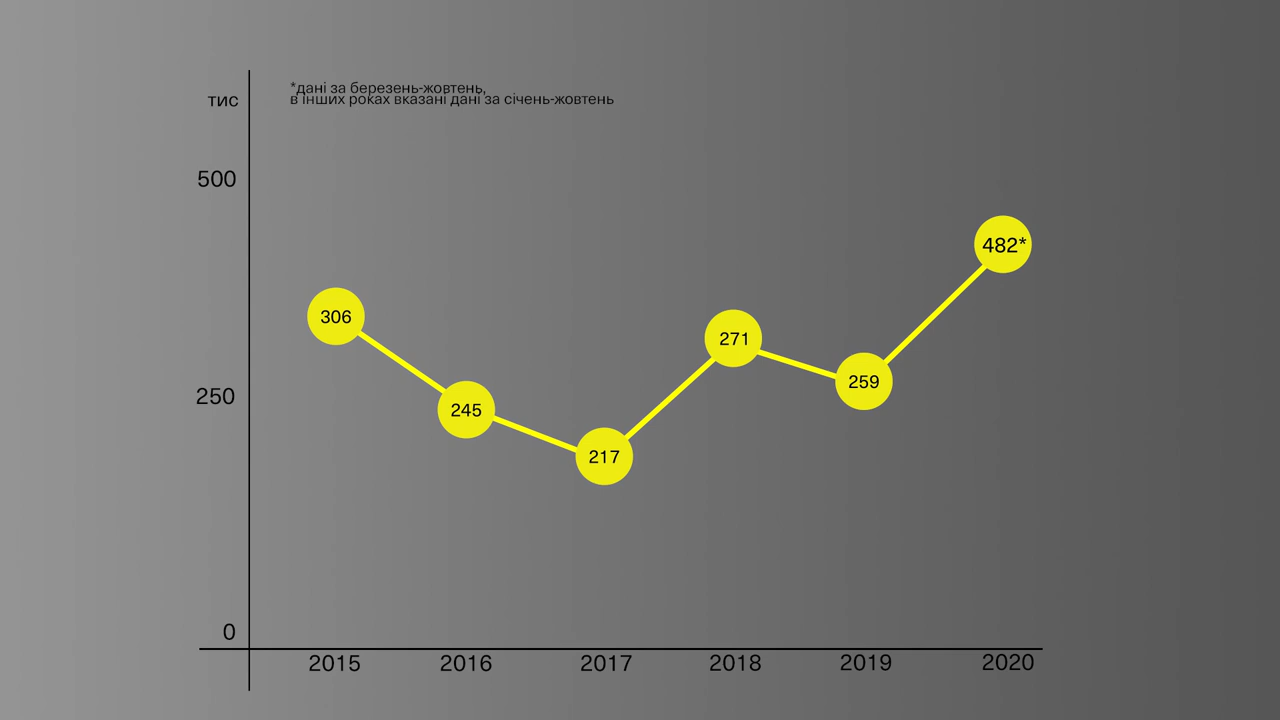 тис
*дані за березень-жовтень,
в інших роках вказані дані за січень-жовтень
500
482*
306
271
259
250
245
217
0
2015 2016 2017 2018 2019 2020